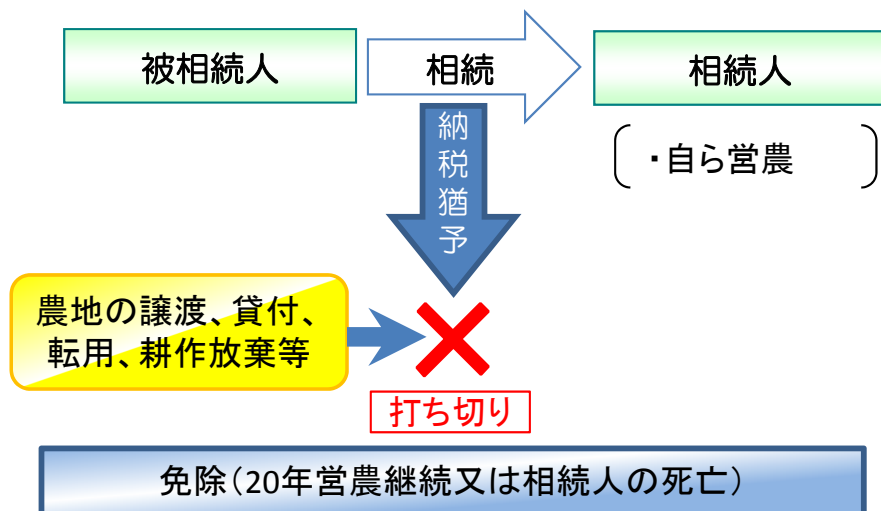 被相続人
相続
相続人
・自ら営農
納税猶予
農地の譲渡、貸付、
転用、耕作放棄等
打ち切り
免除(20年営農継続又は相続人の死亡)